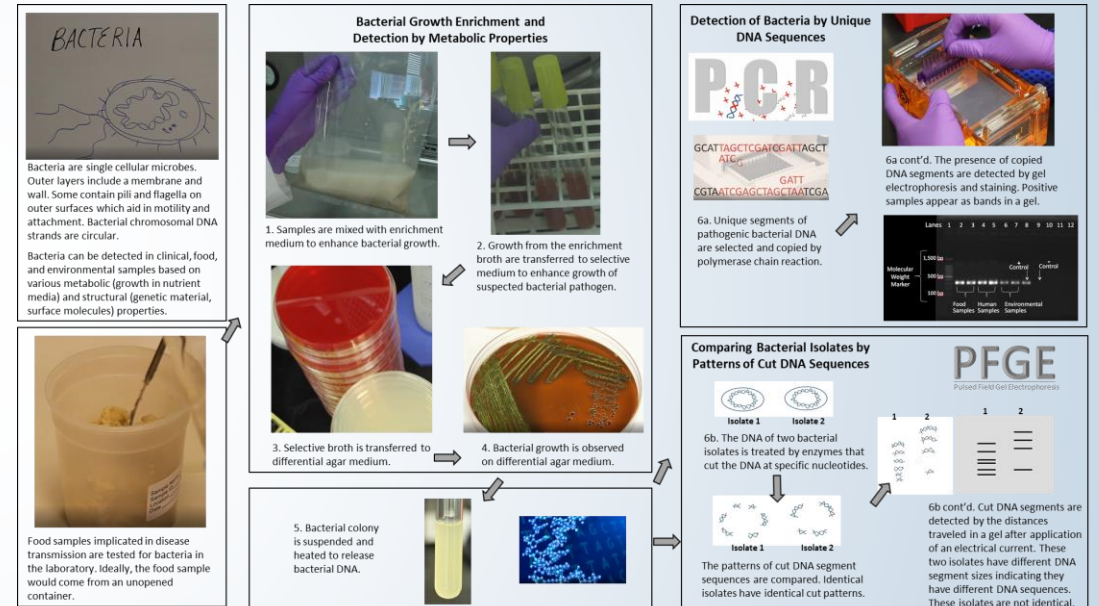 BACTERIA
Bacteria are single cellular microbes.
Outer layers include a membrane and
wall. Some contain pili and flagella on
outer surfaces which aid in motility and
attachment. Bacterial chromosomal DNA
strands are circular.
Bacteria can be detected in clinical, food,
and environmental samples based on
various metabolic (growth in nutrient
media) and structural (genetic material,
surface molecules) properties.
Food samples implicated in disease
transmission are tested for bacteria in
the laboratory. Ideally, the food sample
would come from an unopened
container.
Bacterial Growth Enrichment and
Detection by Metabolic Properties
1. Samples are mixed with enrichment
medium to enhance bacterial growth.
2. Growth from the enrichment
broth are transferred to selective
medium to enhance growth of
suspected bacterial pathogen.
3. Selective broth is transferred to
differential agar medium.
4. Bacterial growth is observed
on differential agar medium.
5. Bacterial colony
is suspended and
heated to release
bacterial DNA.
Detection of Bacteria by Unique
DNA Sequences
PCR
GCATTAGCTCGATCGATTAGCT
ATC
G
GATT
CGTAATCGAGCTAGCTAATCGA
6a. Unique segments of
pathogenic bacterial DNA
are selected and copied by
polymerase chain reaction.
6a cont'd. The presence of copied
DNA segments are detected by gel
electrophoresis and staining. Positive
samples appear as bands in a gel.
Lanes 1 2 3 4 5 6 7 8 9 10 11 12
Molecular
Weight
Marker
1,500 bp
500 bp
100 bp
+
Control
-
Control
Food
Samples
Human
Samples
Environmental
Samples
Comparing Bacterial Isolates by
Patterns of Cut DNA Sequences
PFGE
Pulsed Field Gel Electrophoresis
Isolate 1
Isolate 2
6b. The DNA of two bacterial
isolates is treated by enzymes that
cut the DNA at specific nucleotides.
Isolate 1
Isolate 2
The patterns of cut DNA segment
sequences are compared. Identical
isolates have identical cut patterns.
1 2
1 2
6b cont'd. Cut DNA segments are
detected by the distances
traveled in a gel after application
of an electrical current. These
two isolates have different DNA
segment sizes indicating they
have different DNA sequences.
These isolates are not identical.